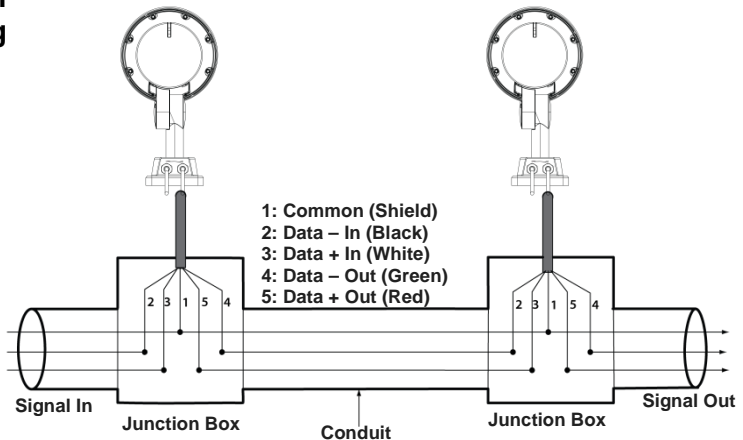 g
1: Common (Shield)
2: Data – In (Black)
3: Data + In (White)
4: Data – Out (Green)
5: Data + Out (Red)
2 3 1 5 4
2 3 1 5 4
Signal In
Junction Box
Conduit
Junction Box
Signal Out